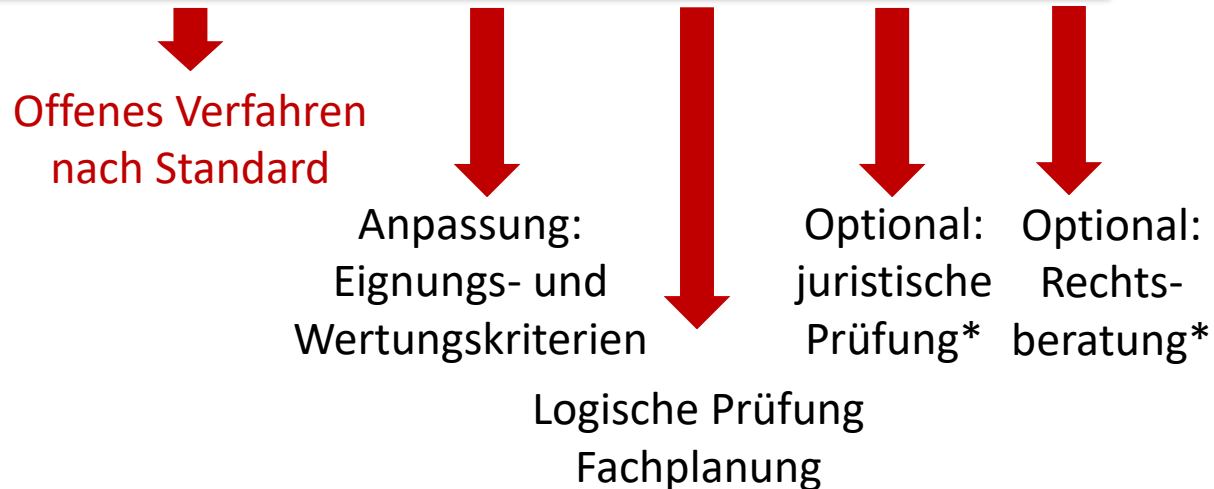 Offenes Verfahren
nach Standard
Anpassung:
Eignungs- und
Wertungskriterien
Logische Prüfung
Fachplanung
Optional:
juristische
Prüfung*
Optional:
Rechts-
beratung*